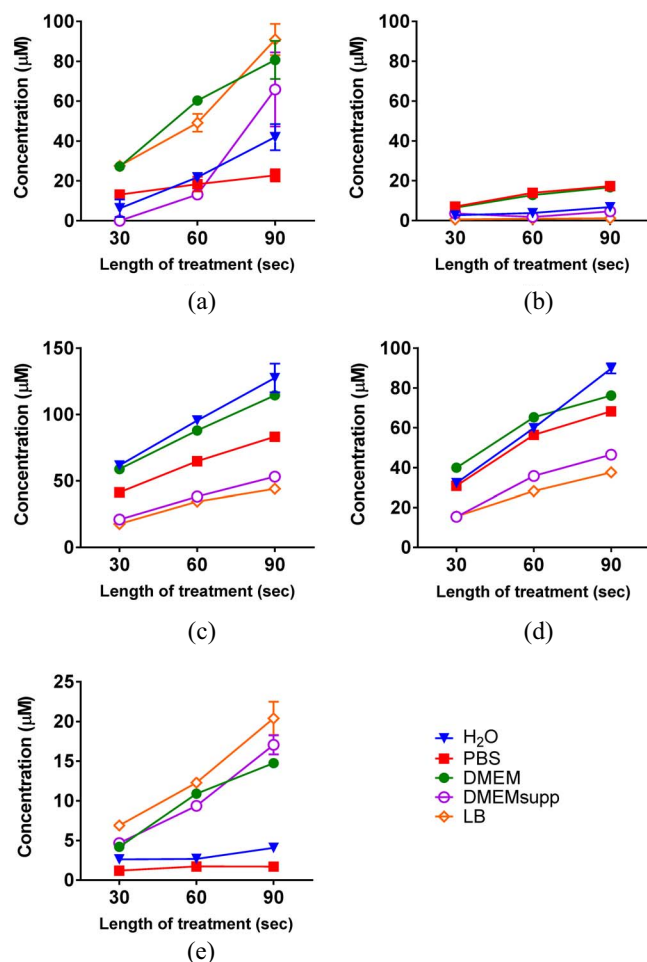 100
80
60
40
20
0
Concentration (µM)
30 60 90
Length of treatment (sec)
(a)
100
80
60
40
20
0
Concentration (µM)
30 60 90
Length of treatment (sec)
(b)
150
100
50
0
Concentration (µM)
30 60 90
Length of treatment (sec)
(c)
100
80
60
40
20
0
Concentration (µM)
30 60 90
Length of treatment (sec)
(d)
25
20
15
10
5
0
Concentration (µM)
30 60 90
Length of treatment (sec)
(e)
H₂O
PBS
DMEM
DMEMsupp
LB